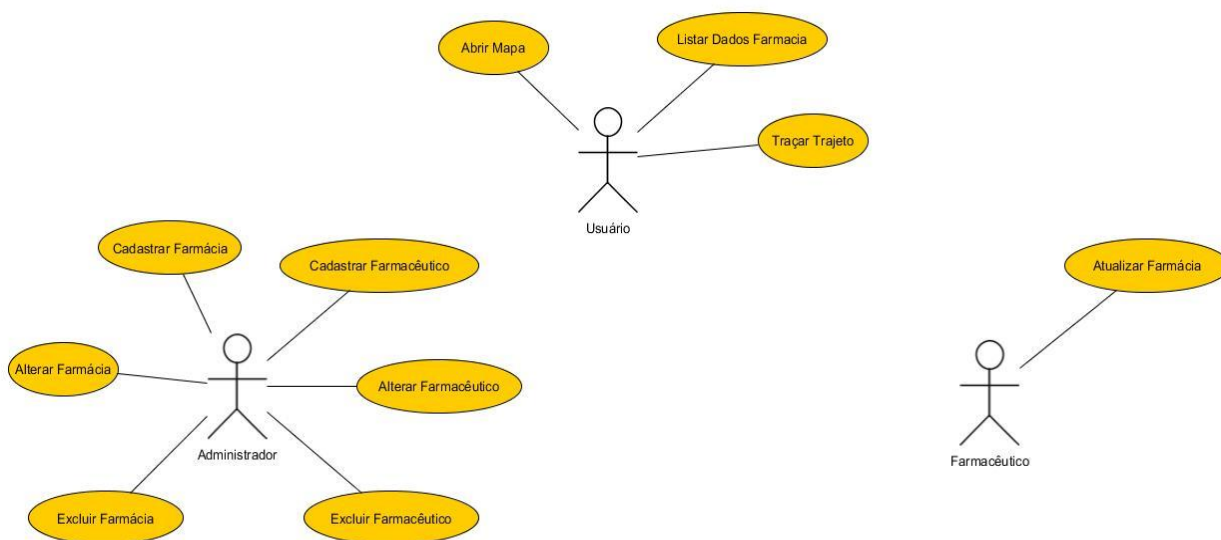 Abrir Mapa
Listar Dados Farmacia
Traçar Trajeto
Usuário
Cadastrar Farmácia
Cadastrar Farmacêutico
Atualizar Farmácia
Alterar Farmácia
Alterar Farmacêutico
Administrador
Farmacêutico
Excluir Farmácia
Excluir Farmacêutico